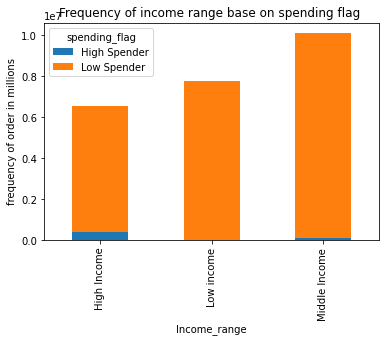 Frequency of income range base on spending flag
1e7
spending_flag
High Spender
Low Spender
frequency of order in millions
1.0
0.8
0.6
0.4
0.2
0.0
High Income
Low income
Middle Income
Income_range